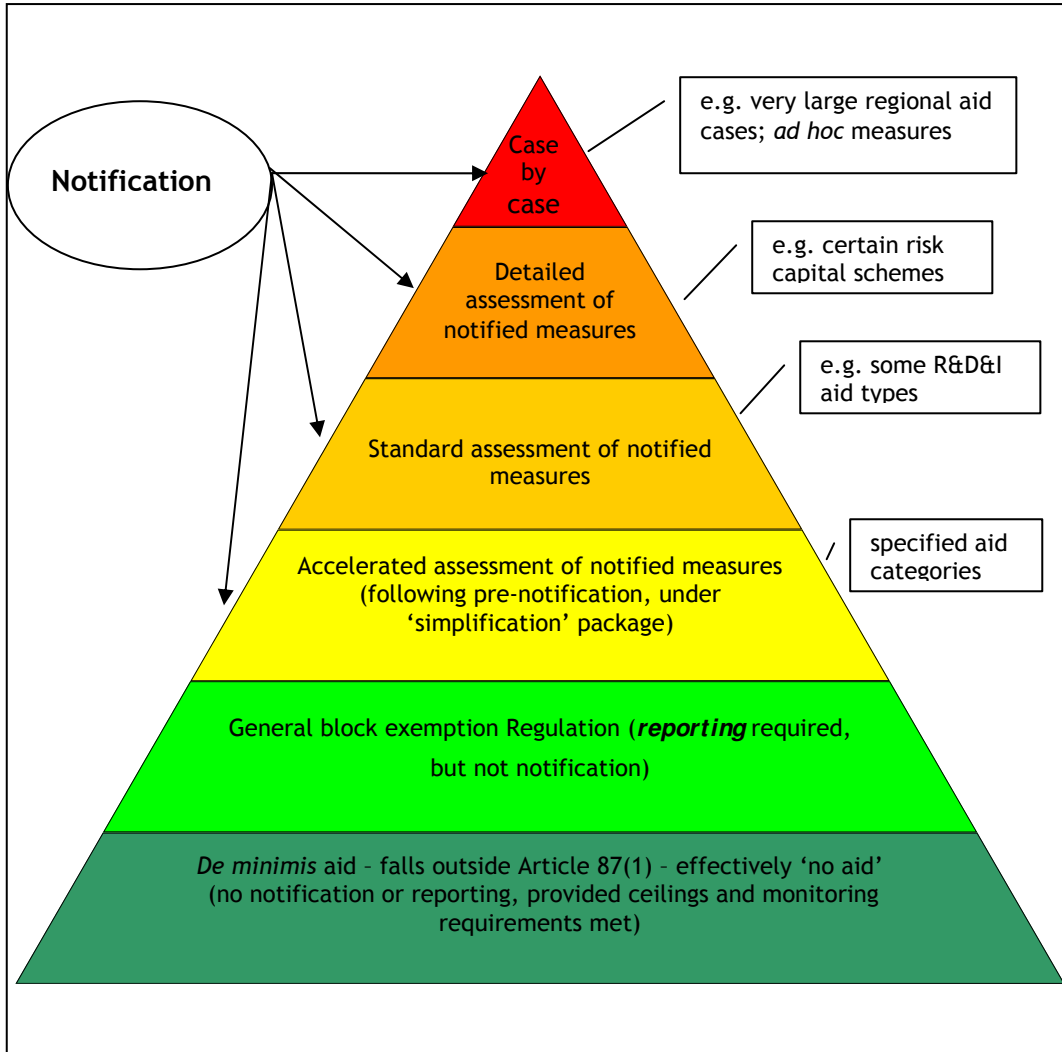 Notification
Case
by
case
e.g. very large regional aid
cases; ad hoc measures
Detailed
assessment of
notified measures
e.g. certain risk
capital schemes
Standard assessment of notified
measures
e.g. some R&D&I
aid types
Accelerated assessment of notified measures
(following pre-notification, under
‘simplification’ package)
specified aid
categories
General block exemption Regulation (reporting required,
but not notification)
De minimis aid – falls outside Article 87(1) – effectively ‘no aid’
(no notification or reporting, provided ceilings and monitoring
requirements met)